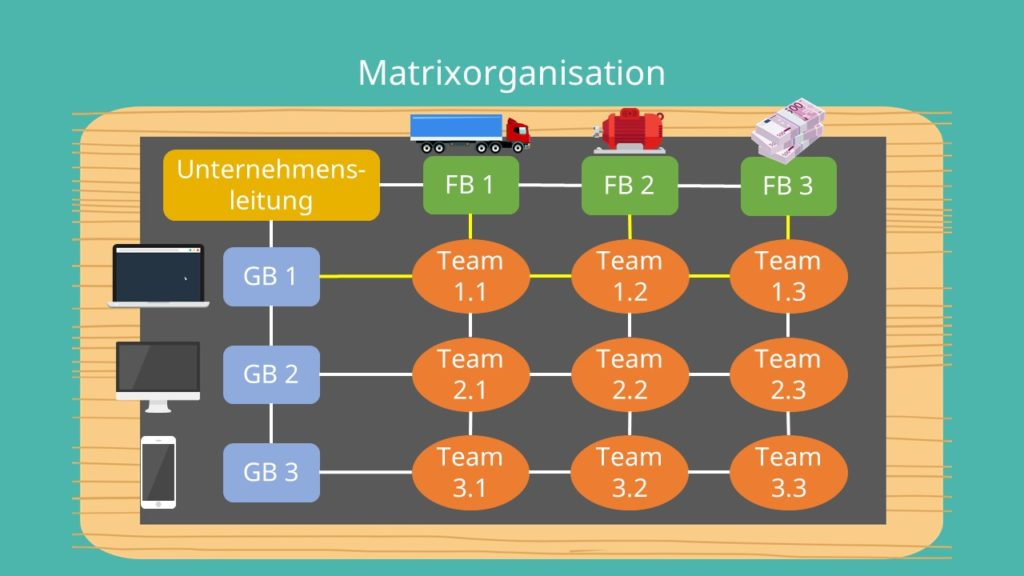 Matrixorganisation
Unternehmens-
leitung
FB 1
FB 2
FB 3
GB 1
Team
1.1
Team
1.2
Team
1.3
GB 2
Team
2.1
Team
2.2
Team
2.3
GB 3
Team
3.1
Team
3.2
Team
3.3
100